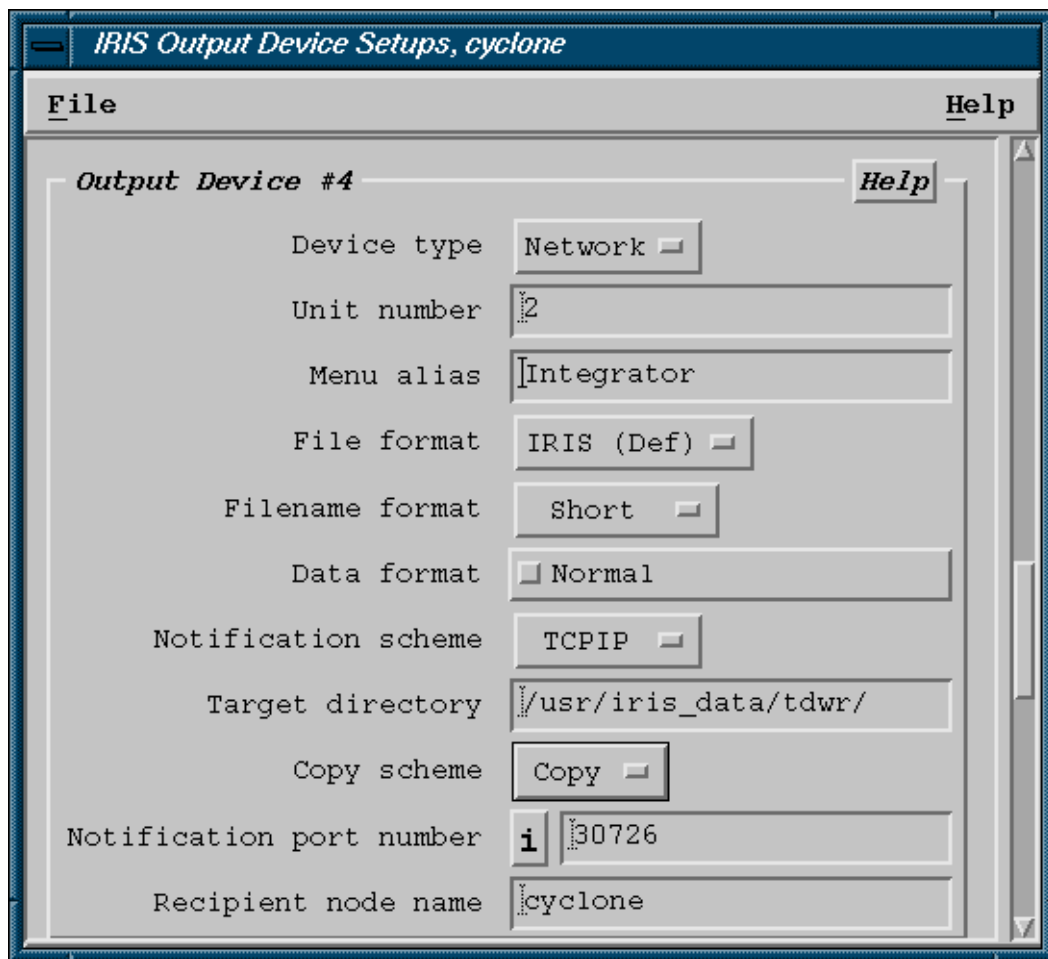 IRIS Output Device Setups, cyclone
File Help
Output Device #4 Help
Device type Network
Unit number 2
Menu alias Integrator
File format IRIS (Def)
Filename format Short
Data format Normal
Notification scheme TCPIP
Target directory /usr/iris_data/tdwr/
Copy scheme Copy
Notification port number i 30726
Recipient node name cyclone